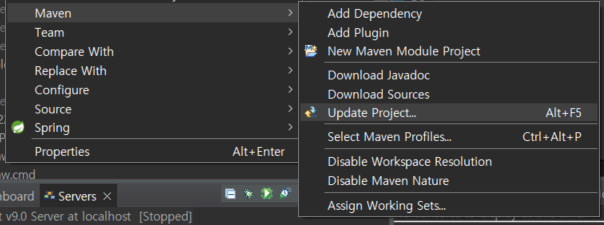 Maven
Team
Compare With
Replace With
Configure
Source
Spring
Properties Alt+Enter
Add Dependency
Add Plugin
New Maven Module Project
Download Javadoc
Download Sources
Update Project... Alt+F5
Select Maven Profiles... Ctrl+Alt+P
Disable Workspace Resolution
Disable Maven Nature
Assign Working Sets...
w.cmd
nboard Servers
t v9.0 Server at localhost [Stopped]